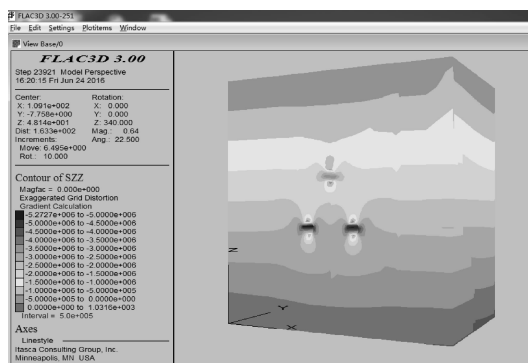 FLAC3D 3.00-251
File Edit Settings Plotitems Window
View Base/0
FLAC3D 3.00
Step 23921 Model Perspective
16:20:15 Fri Jun 24 2016
Center: Rotation:
X: 1.091e+002 X: 0.000
Y: -7.758e+000 Y: 0.000
Z: 4.814e+001 Z: 340.000
Dist: 1.633e+002 Mag.: 0.64
Increments: Ang.: 22.500
Move: 6.495e+000
Rot.: 10.000
Contour of SZZ
Magfac = 0.000e+000
Exaggerated Grid Distortion
Gradient Calculation
-5.2727e+006 to -5.0000e+006
-5.0000e+006 to -4.5000e+006
-4.5000e+006 to -4.0000e+006
-4.0000e+006 to -3.5000e+006
-3.5000e+006 to -3.0000e+006
-3.0000e+006 to -2.5000e+006
-2.5000e+006 to -2.0000e+006
-2.0000e+006 to -1.5000e+006
-1.5000e+006 to -1.0000e+006
-1.0000e+006 to -5.0000e+005
-5.0000e+005 to 0.0000e+000
0.0000e+000 to 1.0316e+003
Interval = 5.0e+005
Axes
Linestyle
Itasca Consulting Group, Inc.
Minneapolis, MN USA
Z
Y
X